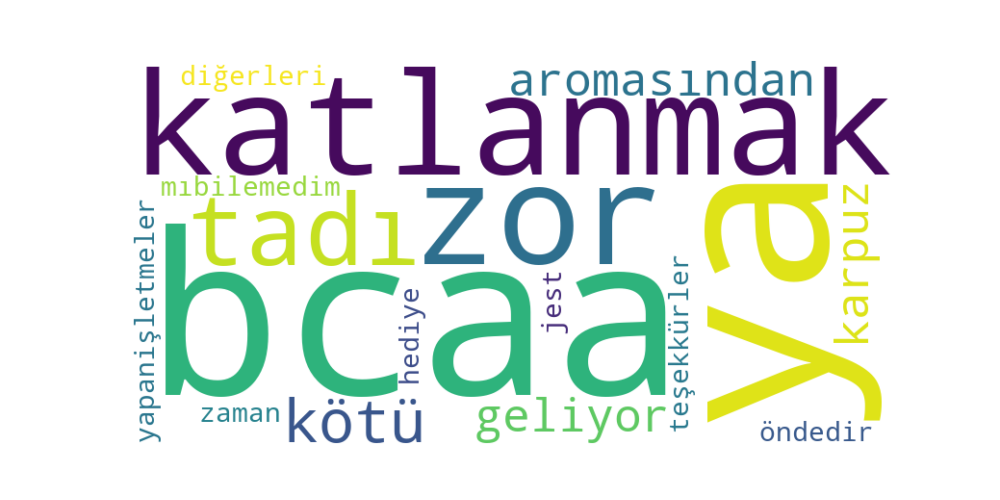 diğerleri
aromasından
katlanmak
mıbilemedim
tadı
zor
ya
karpuz
yapanişletmeler
bcaa
hediye
jest
teşekkürler
zaman
kötü
geliyor
öndedir